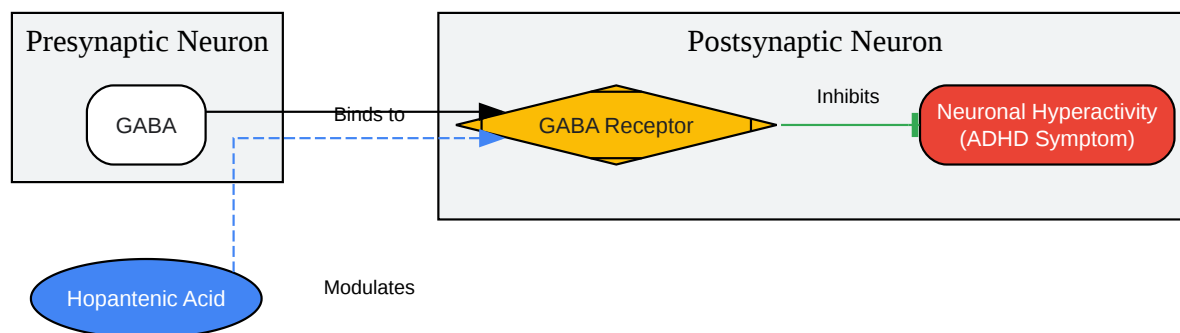 Presynaptic Neuron
Postsynaptic Neuron
GABA
Binds to
GABA Receptor
Inhibits
Neuronal Hyperactivity
(ADHD Symptom)
Hopantenic Acid
Modulates